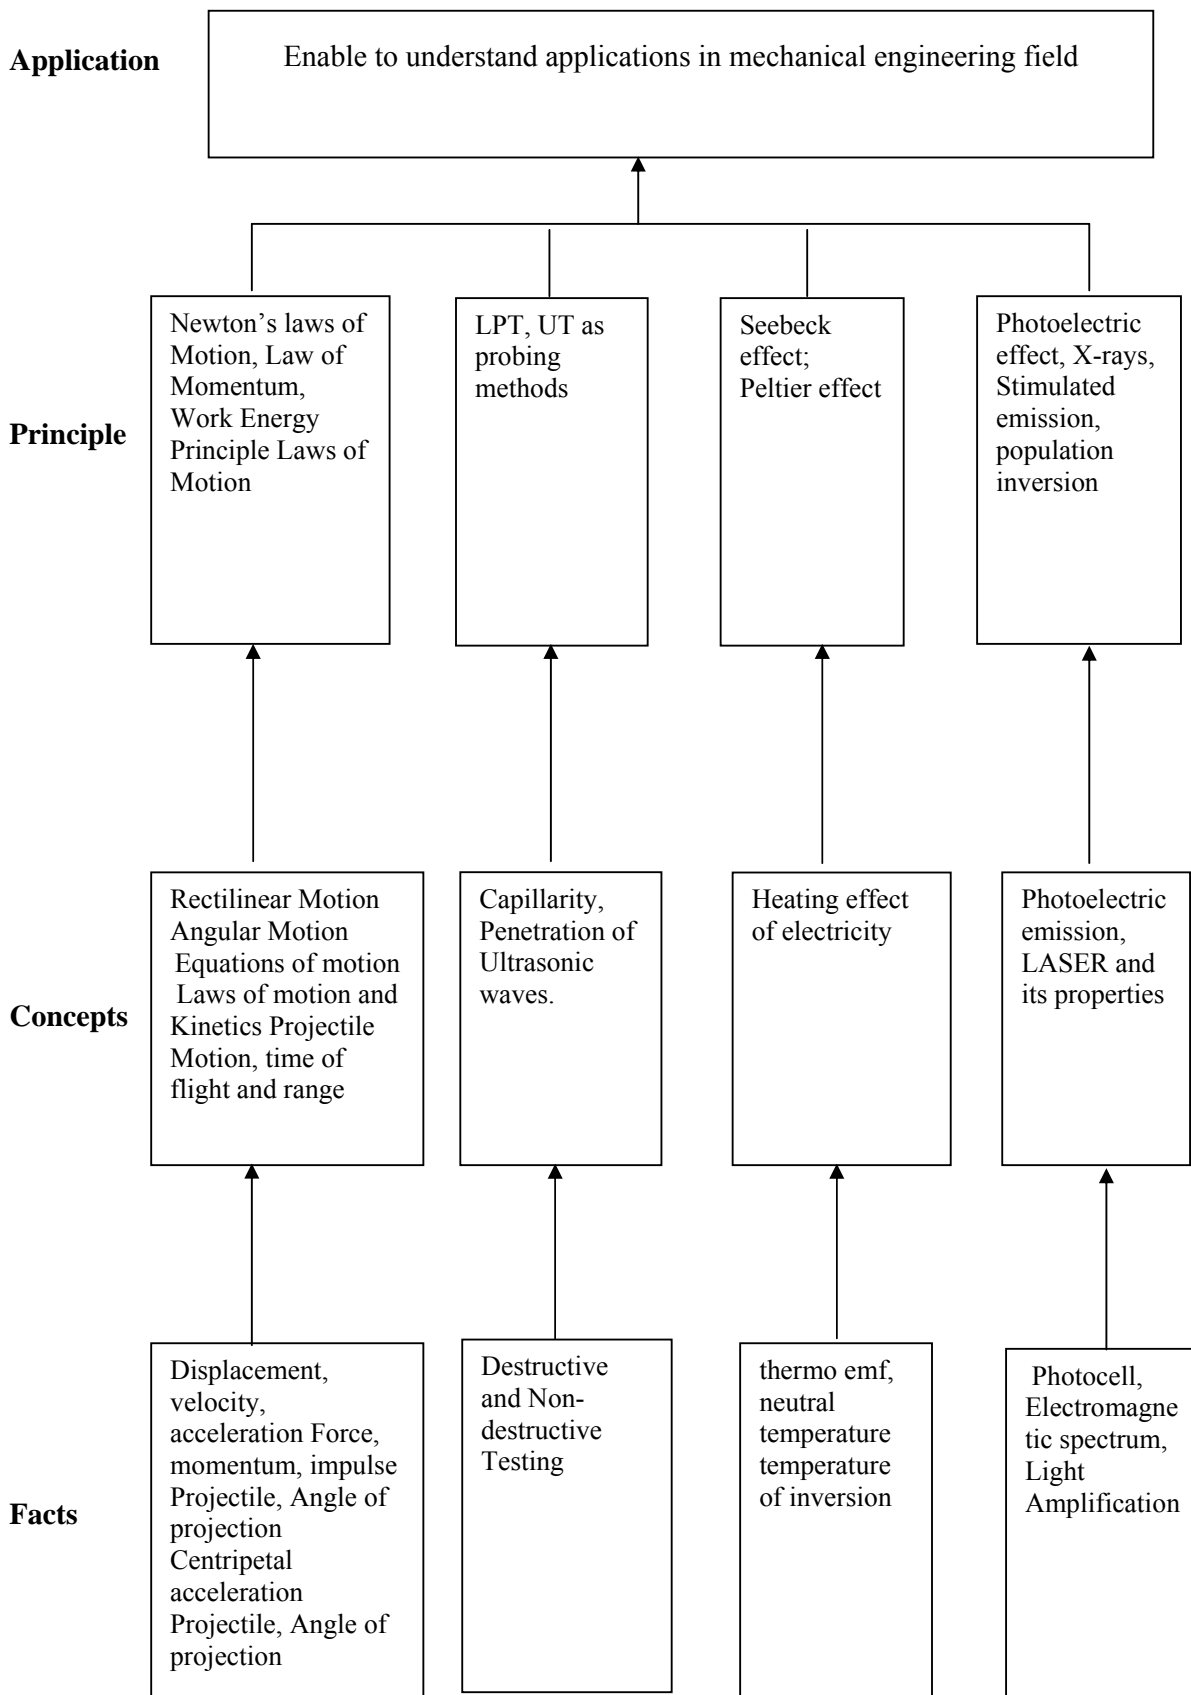 Application
Enable to understand applications in mechanical engineering field
Principle
Newton’s laws of
Motion, Law of
Momentum,
Work Energy
Principle Laws of
Motion
LPT, UT as
probing
methods
Seebeck
effect;
Peltier effect
Photoelectric
effect, X-rays,
Stimulated
emission,
population
inversion
Concepts
Rectilinear Motion
Angular Motion
Equations of motion
Laws of motion and
Kinetics Projectile
Motion, time of
flight and range
Capillarity,
Penetration of
Ultrasonic
waves.
Heating effect
of electricity
Photoelectric
emission,
LASER and
its properties
Facts
Displacement,
velocity,
acceleration Force,
momentum, impulse
Projectile, Angle of
projection
Centripetal
acceleration
Projectile, Angle of
projection
Destructive
and Non-
destructive
Testing
thermo emf,
neutral
temperature
temperature
of inversion
Photocell,
Electromagne
tic spectrum,
Light
Amplification